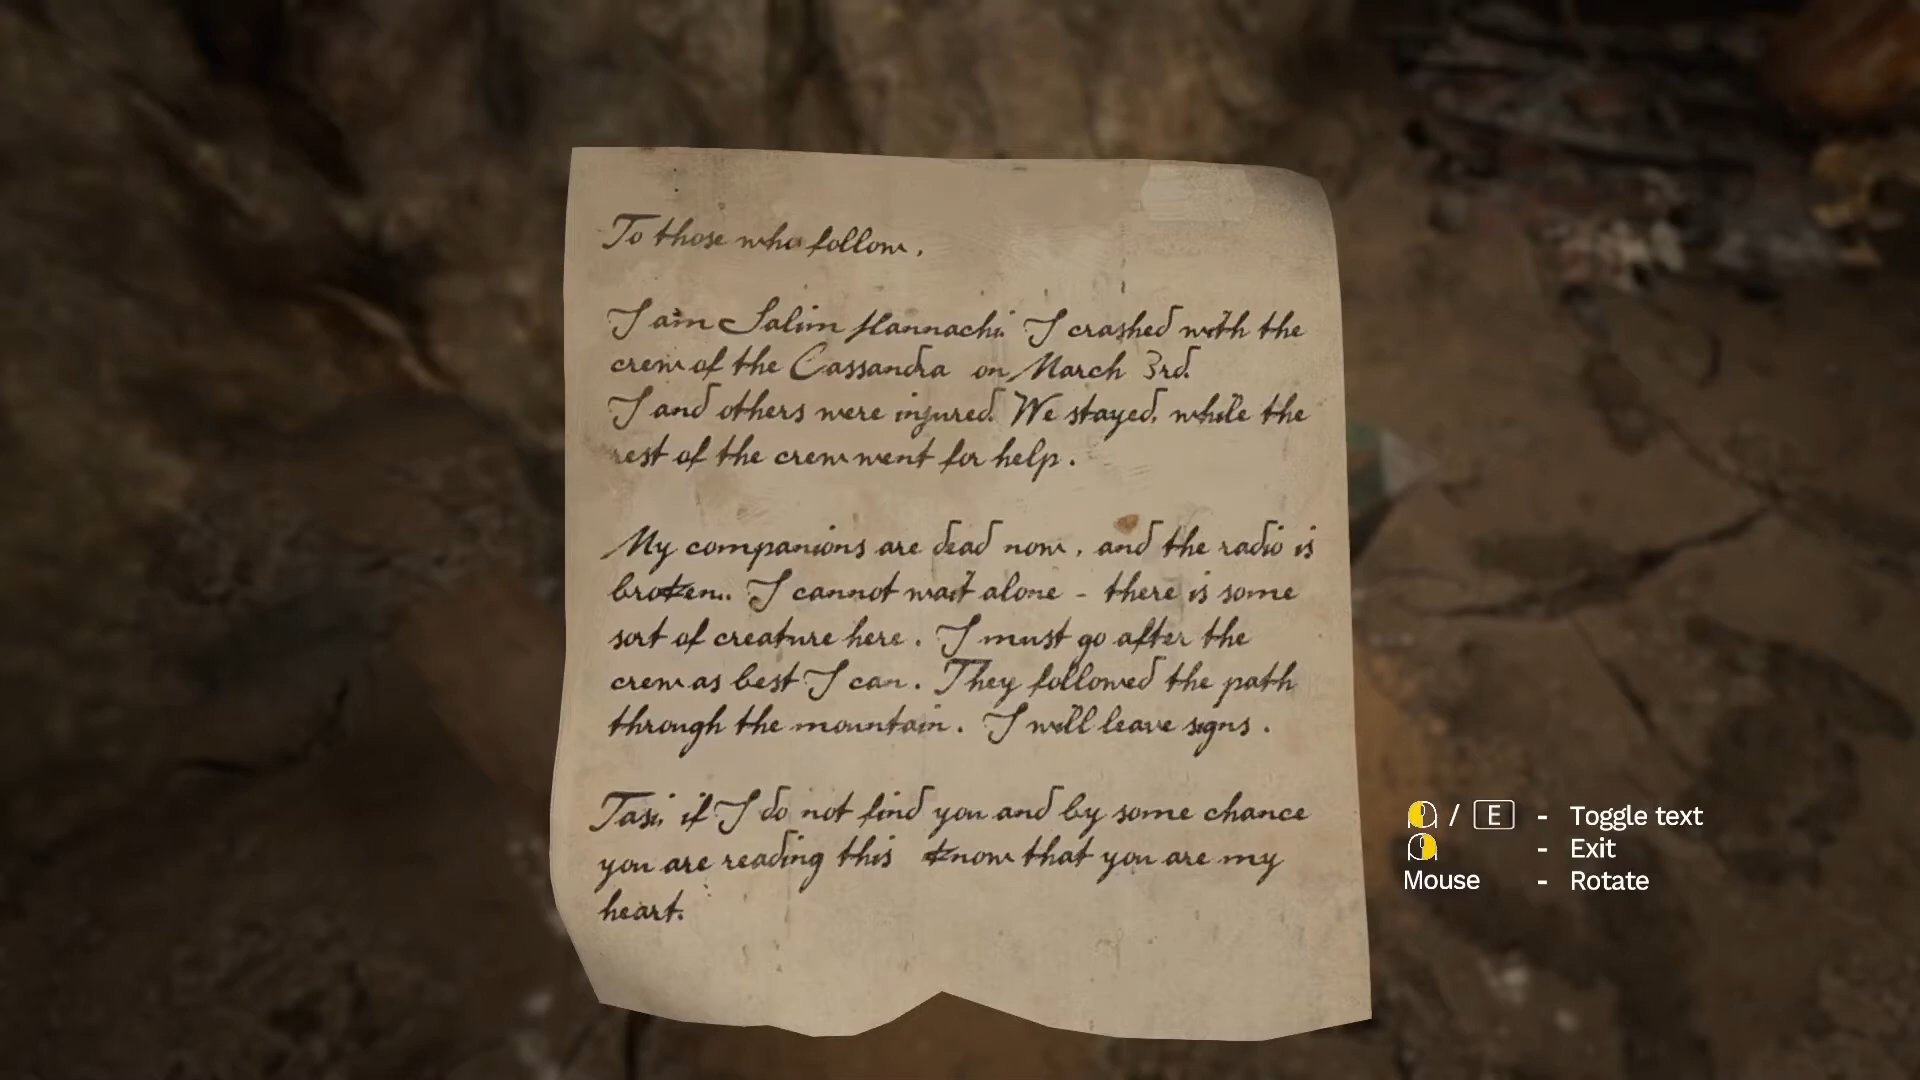 To those who follow,
I am Salim Hannachi. I crashed with the
crew of the Cassandra on March 3rd.
I and others were injured. We stayed, while the
rest of the crew went for help.
My companions are dead now, and the radio is
broken. I cannot wait alone - there is some
sort of creature here. I must go after the
crew as best I can. They followed the path
through the mountain. I will leave signs.
Tasi, if I do not find you and by some chance
you are reading this know that you are my
heart.
/ E - Toggle text
- Exit
Mouse - Rotate